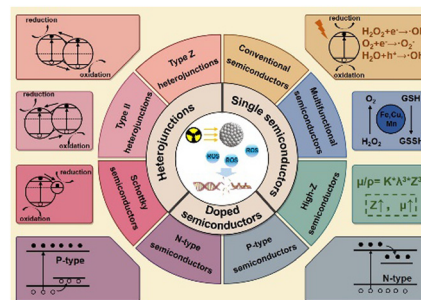 reduction
oxidation
Type Z
heterojunctions
Conventional
semiconductors
reduction
oxidation
H₂O₂+e⁻→·OH
O₂+e⁻→·O₂⁻
H₂O+h⁺→·OH
reduction
oxidation
Type II
heterojunctions
Heterojunctions
Single semiconductors
Multifunctional
semiconductors
O₂
GSH
Fe,Cu,
Mn
H₂O₂
GSSH
ROS
ROS
ROS
reduction
oxidation
Schottky
semiconductors
Doped
semiconductors
High-Z
semiconductors
μ/ρ= K*λ³*Z³
Z↑, μ↑
P-type
N-type
semiconductors
P-type
semiconductors
N-type